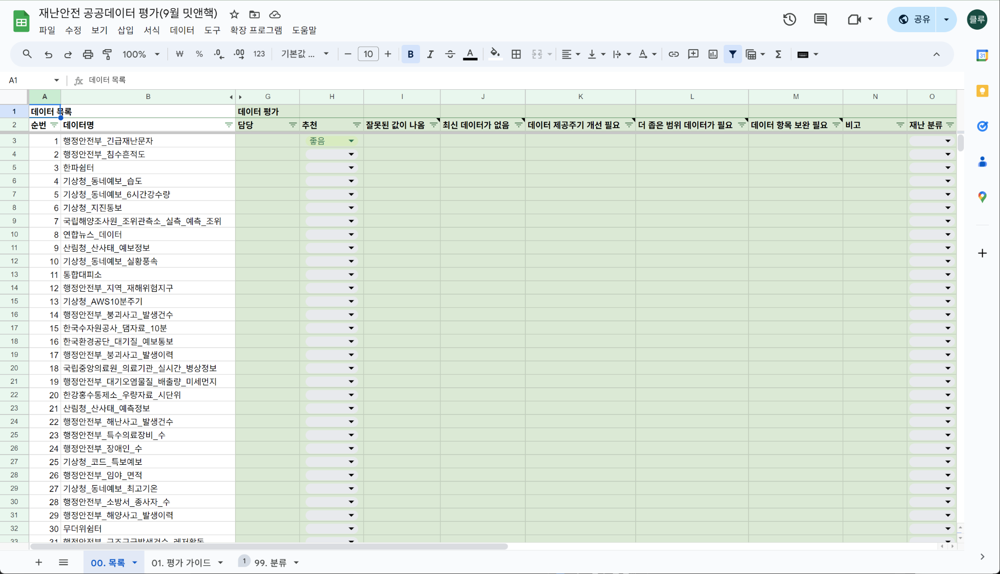 재난안전 공공데이터 평가(9월 밋앤핵)
파일 수정 보기 삽입 서식 데이터 도구 확장 프로그램 도움말
공유
클루
100% ₩ % .0 .00 123 기본값 ... 10 B I A Σ
31
A1 fx 데이터 목록
A B G H I J K L M N O
1 데이터 목록 데이터 평가
2 순번 데이터명 담당 추천 잘못된 값이 나옴 최신 데이터가 없음 데이터 제공주기 개선 필요 더 좁은 범위 데이터가 필요 데이터 항목 보완 필요 비고 재난 분류
3 1 행정안전부_긴급재난문자 좋음
4 2 행정안전부_침수흔적도
5 3 한파쉼터
6 4 기상청_동네예보_습도
7 5 기상청_동네예보_6시간강수량
8 6 기상청_지진통보
9 7 국립해양조사원_조위관측소_실측_예측_조위
10 8 연합뉴스_데이터
11 9 산림청_산사태_예보정보
12 10 기상청_동네예보_실황풍속
13 11 통합대피소
14 12 행정안전부_지역_재해위험지구
15 13 기상청_AWS10분주기
16 14 행정안전부_붕괴사고_발생건수
17 15 한국수자원공사_댐자료_10분
18 16 한국환경공단_대기질_예보통보
19 17 행정안전부_붕괴사고_발생이력
20 18 국립중앙의료원_의료기관_실시간_병상정보
21 19 행정안전부_대기오염물질_배출량_미세먼지
22 20 한강홍수통제소_우량자료_시단위
23 21 산림청_산사태_예측정보
24 22 행정안전부_해난사고_발생건수
25 23 행정안전부_특수의료장비_수
26 24 행정안전부_장애인_수
27 25 기상청_코드_특보예보
28 26 행정안전부_임야_면적
29 27 기상청_동네예보_최고기온
30 28 행정안전부_소방서_종사자_수
31 29 행정안전부_해양사고_발생이력
32 30 무더위쉼터
33 31 행정안전부_구조구급발생건수_레저활동
00. 목록 01. 평가 가이드 1 99. 분류